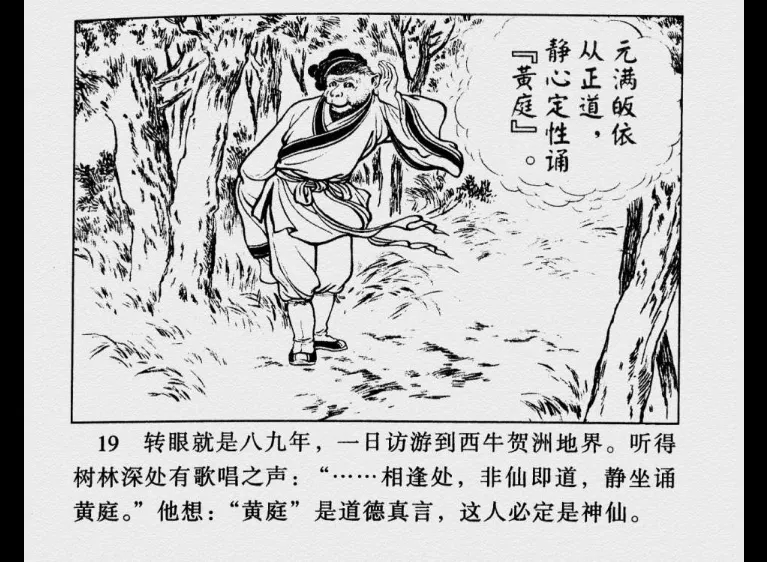 元满皈依
从正道，
静心定性诵
『黄庭』。
19 转眼就是八九年，一日访游到西牛贺洲地界。听得
树林深处有歌唱之声：“……相逢处，非仙即道，静坐诵
黄庭。”他想：“黄庭”是道德真言，这人必定是神仙。